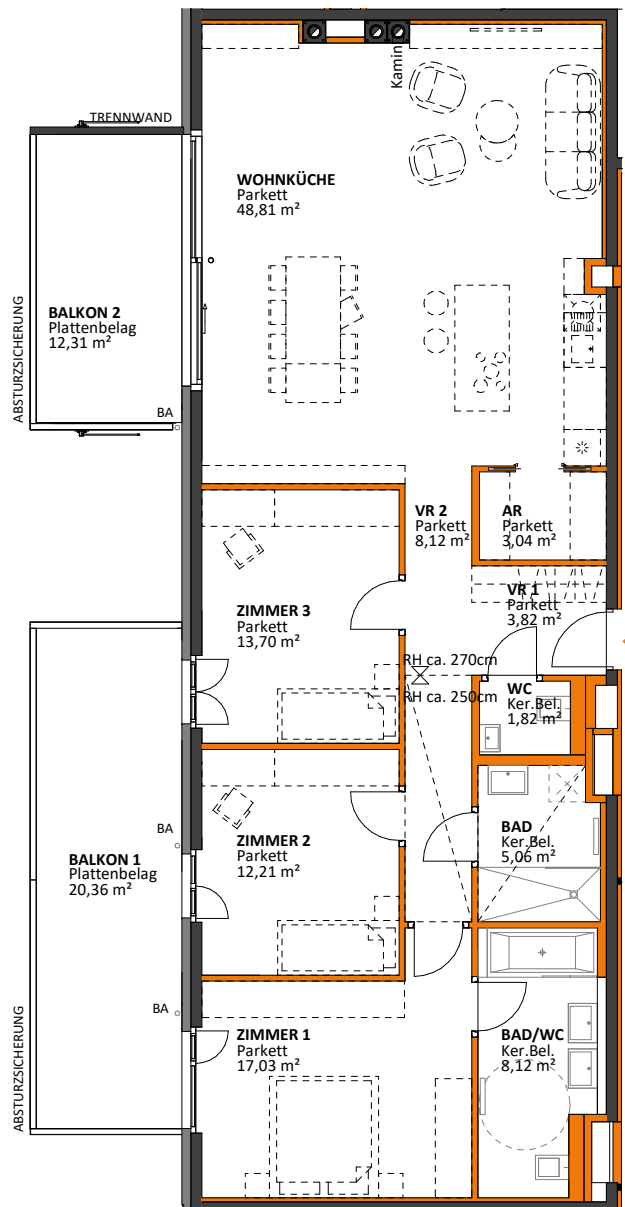 Kamin
TRENNWAND
WOHNKÜCHE
Parkett
48,81 m²
ABSTURZSICHERUNG
BALKON 2
Plattenbelag
12,31 m²
BA
VR 2
Parkett
8,12 m²
AR
Parkett
3,04 m²
VR 1
Parkett
3,82 m²
ZIMMER 3
Parkett
13,70 m²
RH ca. 270cm
RH ca. 250cm
WC
Ker.Bel.
1,82 m²
BA
ZIMMER 2
Parkett
12,21 m²
BAD
Ker.Bel.
5,06 m²
BALKON 1
Plattenbelag
20,36 m²
BA
ABSTURZSICHERUNG
ZIMMER 1
Parkett
17,03 m²
BAD/WC
Ker.Bel.
8,12 m²